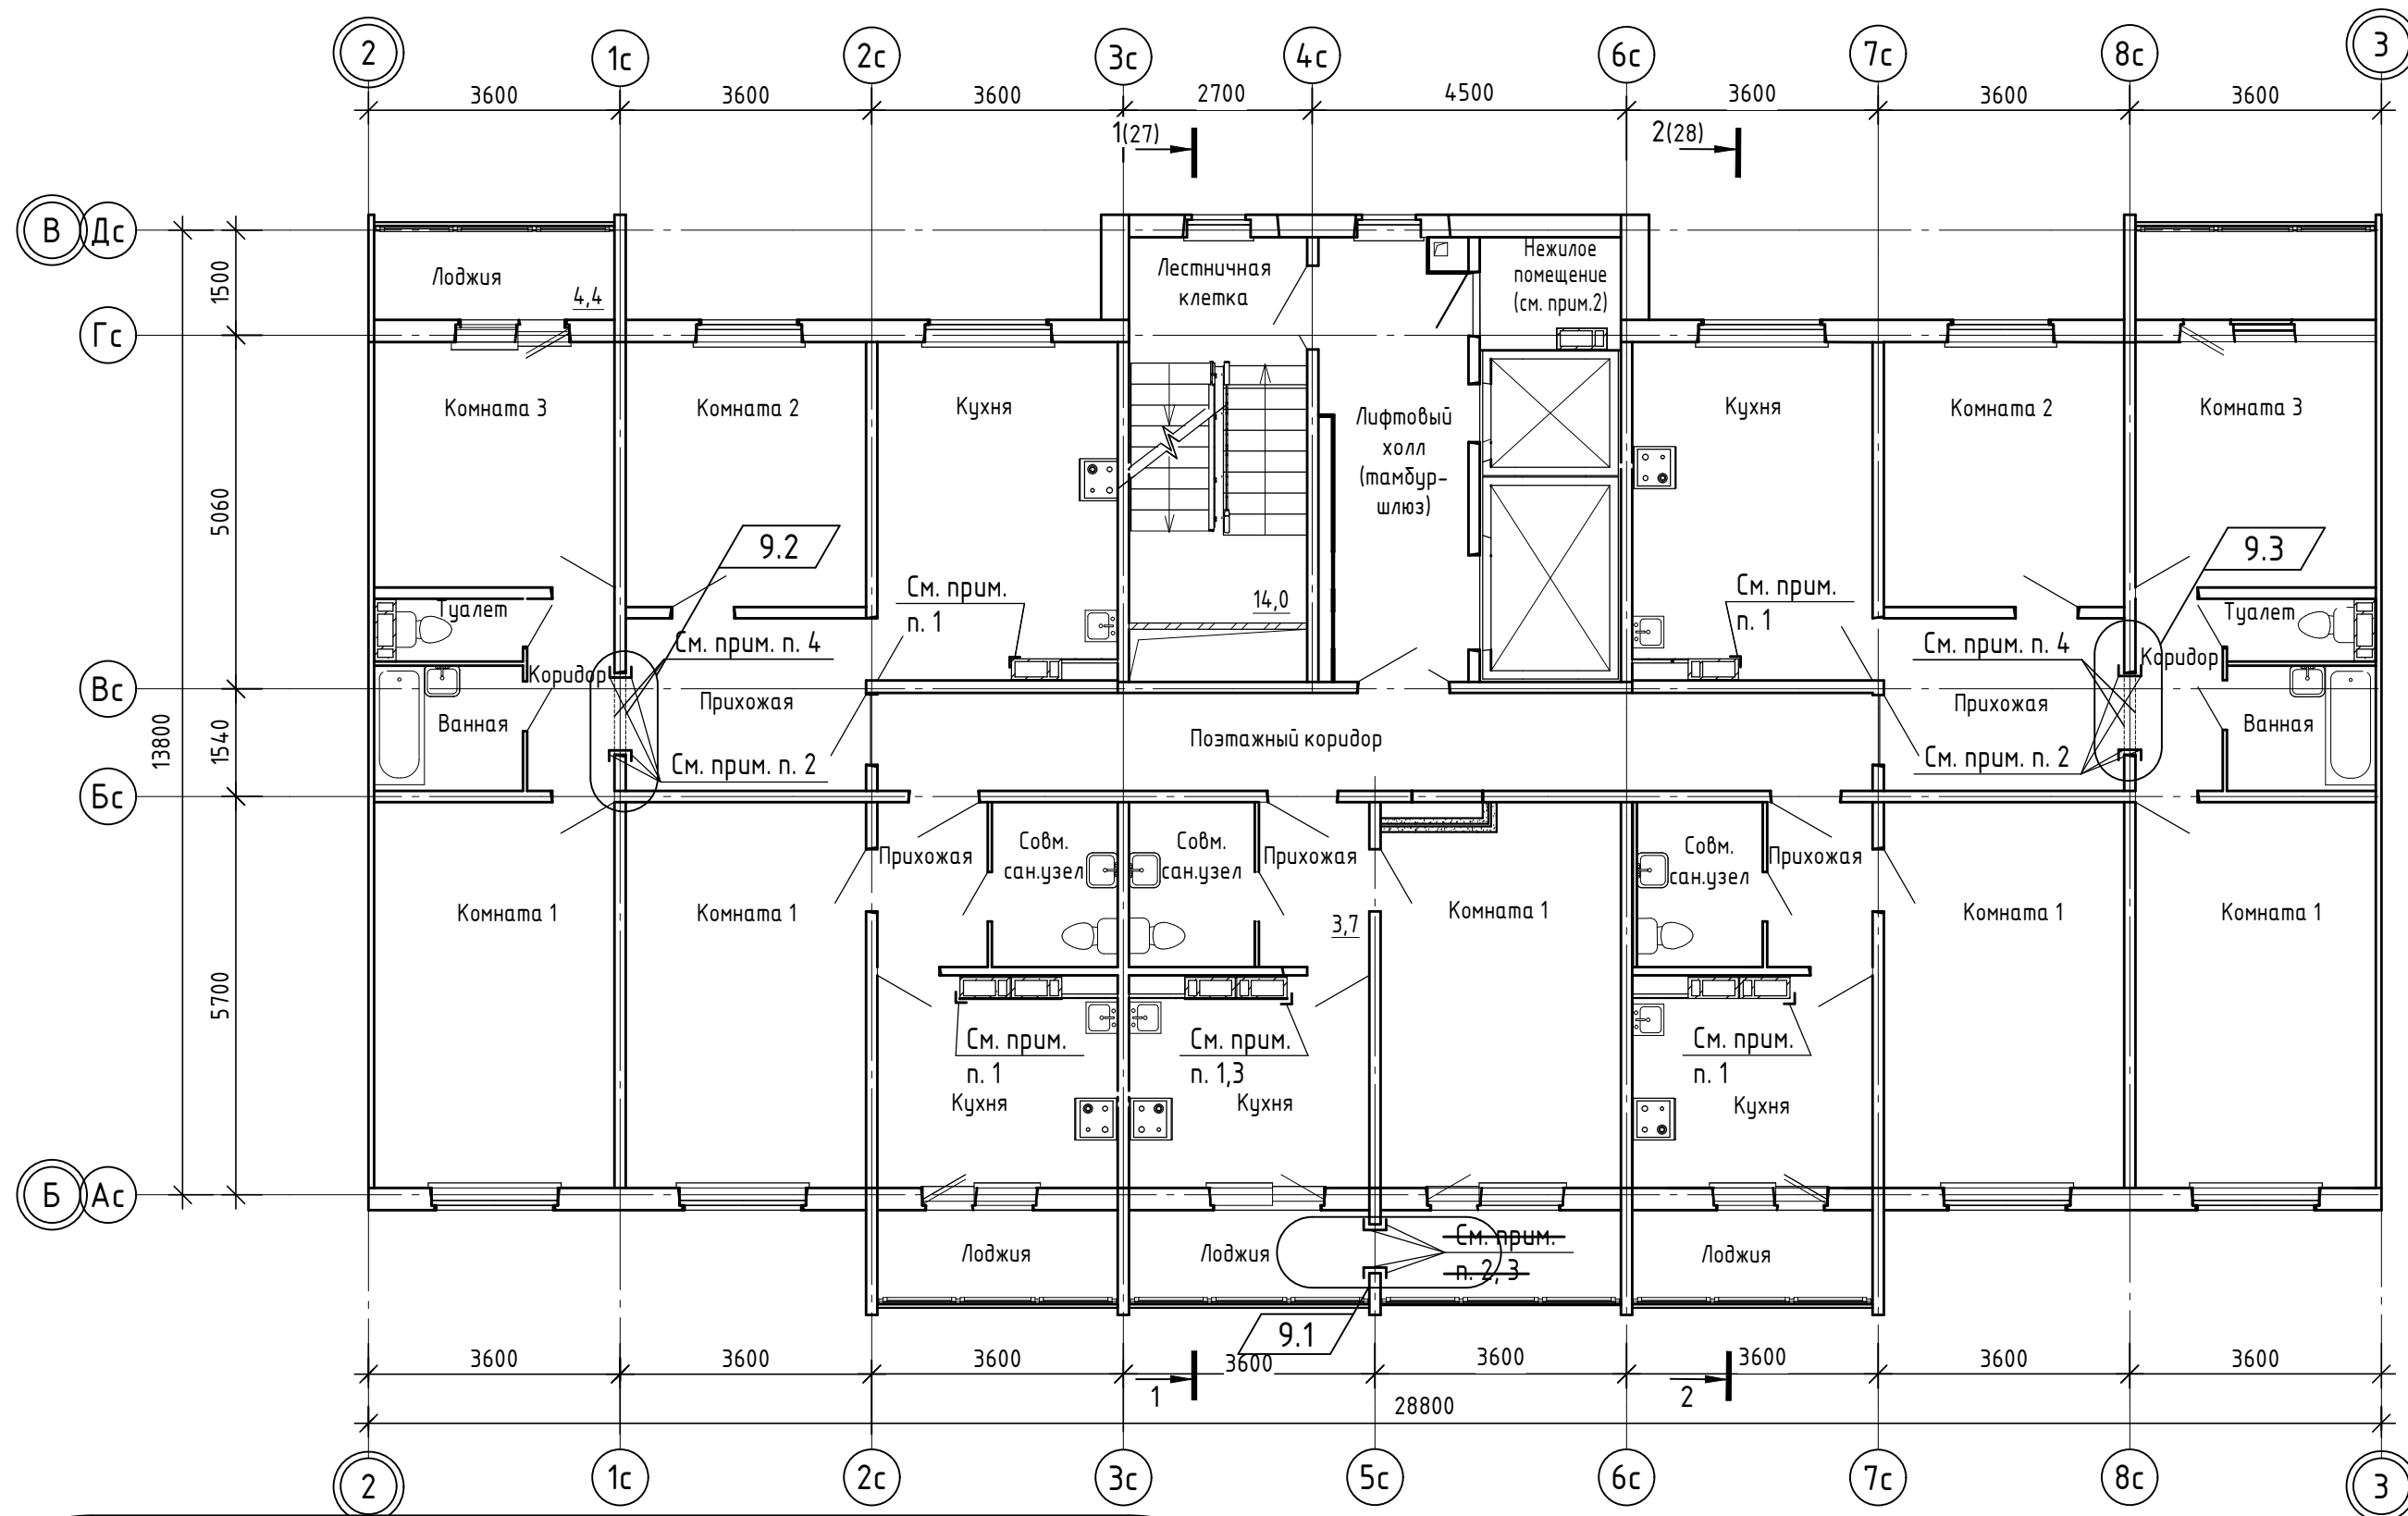 2
1с
2с
3с
4с
6с
7с
8с
3
3600
3600
3600
2700
4500
3600
3600
3600
1(27)
2(28)
В
Дс
1500
Лоджия
4,4
Лестничная
клетка
Нежилое
помещение
(см. прим.2)
Гс
Комната 3
Комната 2
Кухня
Лифтовый
холл
(тамбур-
шлюз)
Кухня
Комната 2
Комната 3
5060
9.2
9.3
См. прим.
п. 1
14,0
См. прим.
п. 1
Туалет
См. прим. п. 4
Туалет
См. прим. п. 4
Коридор
Коридор
Вс
Прихожая
Прихожая
Ванная
Ванная
13800
1540
Поэтажный коридор
См. прим. п. 2
См. прим. п. 2
Бс
Прихожая
Совм.
сан.узел
Совм.
сан.узел
Прихожая
Совм.
сан.узел
Прихожая
Комната 1
Комната 1
3,7
Комната 1
Комната 1
Комната 1
5700
См. прим.
п. 1
См. прим.
п. 1,3
См. прим.
п. 1
Кухня
Кухня
Кухня
Б
Ас
Лоджия
Лоджия
См. прим.
п. 2, 3
Лоджия
9.1
3600
3600
3600
3600
3600
3600
3600
3600
1
2
28800
2
1с
2с
3с
5с
6с
7с
8с
3